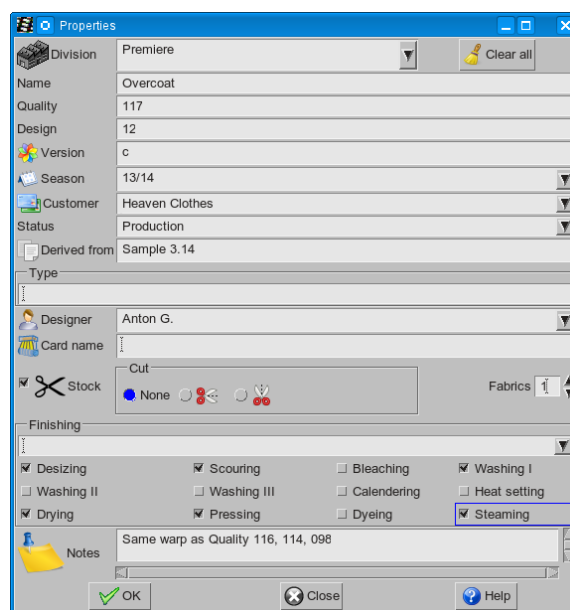 Properties
Division Premiere Clear all
Name Overcoat
Quality 117
Design 12
Version c
Season 13/14
Customer Heaven Clothes
Status Production
Derived from Sample 3.14
Type
Designer Anton G.
Card name
Cut
Stock None Fabrics 1
Finishing
Desizing Scouring Bleaching Washing I
Washing II Washing III Calendering Heat setting
Drying Pressing Dyeing Steaming
Notes Same warp as Quality 116, 114, 098
OK Close Help